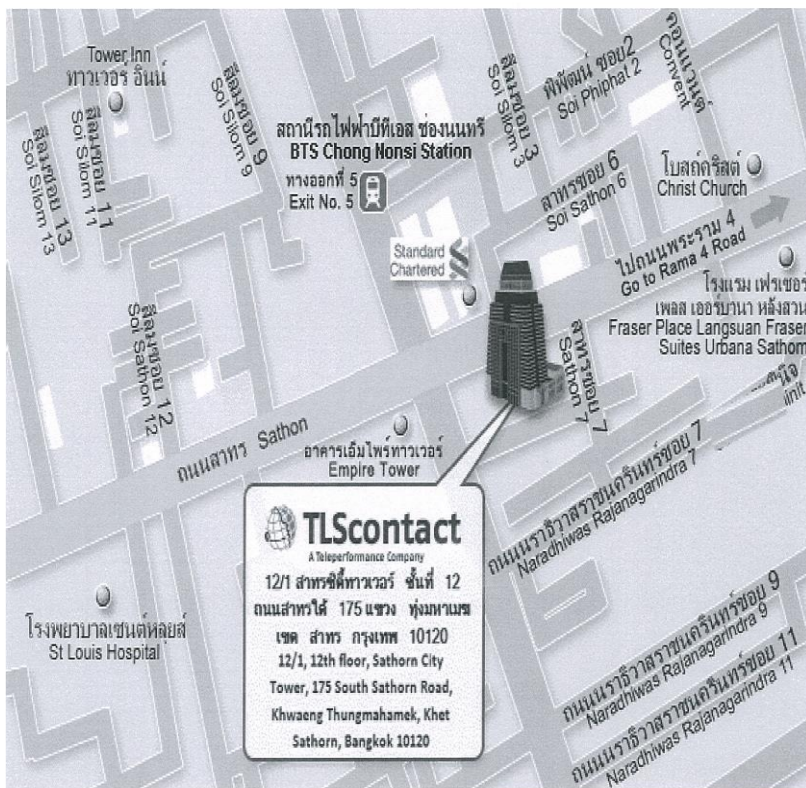 Tower Inn
ทาวเวอร์ อินน์
สีลมซอย 9
Soi Silom 9
สีลมซอย 11
Soi Silom 11
สีลมซอย 13
Soi Silom 13
สถานีรถไฟฟ้าบีทีเอส ช่องนนทรี
BTS Chong Nonsi Station
ทางออกที่ 5
Exit No. 5
สีลมซอย 3
Soi Silom 3
พิพัฒน์ ซอย2
Soi Phiphat 2
คอนแวนต์
Convent
สาทรซอย 6
Soi Sathon 6
โบสถ์คริสต์
Christ Church
Standard
Chartered
ไปถนนพระราม 4
Go to Rama 4 Road
โรงแรม เฟรเซอร์
เพลส เออร์บานา หลังสวน
Fraser Place Langsuan Fraser
Suites Urbana Sathorn
สีลมซอย 12
Soi Sathon 12
สาทรซอย 7
Sathon 7
ถนนสาทร Sathon
อาคารเอ็มไพร์ทาวเวอร์
Empire Tower
ถนนนราธิวาสราชนครินทร์ซอย 7
Naradhiwas Rajanagarindra 7
TLScontact
A Teleperformance Company
12/1 สาทรซิตี้ทาวเวอร์ ชั้นที่ 12
ถนนสาทรใต้ 175 แขวง ทุ่งมหาเมฆ
เขต สาทร กรุงเทพ 10120
12/1, 12th floor, Sathorn City
Tower, 175 South Sathorn Road,
Khwaeng Thungmahamek, Khet
Sathorn, Bangkok 10120
โรงพยาบาลเซนต์หลุยส์
St Louis Hospital
ถนนนราธิวาสราชนครินทร์ซอย 9
Naradhiwas Rajanagarindra 9
ถนนนราธิวาสราชนครินทร์ซอย 11
Naradhiwas Rajanagarindra 11